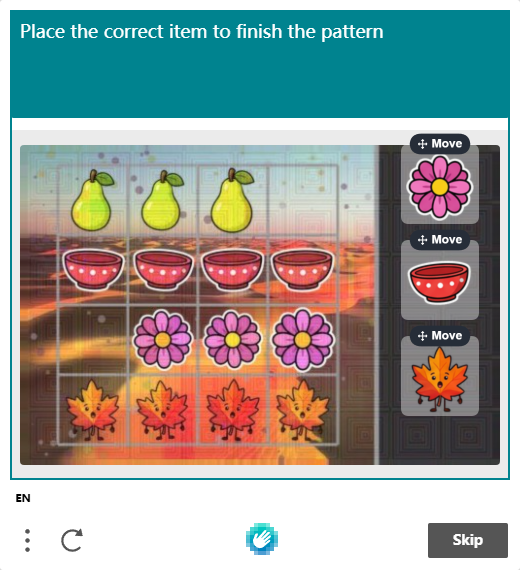 Place the correct item to finish the pattern
Move
Move
Move
EN
Skip